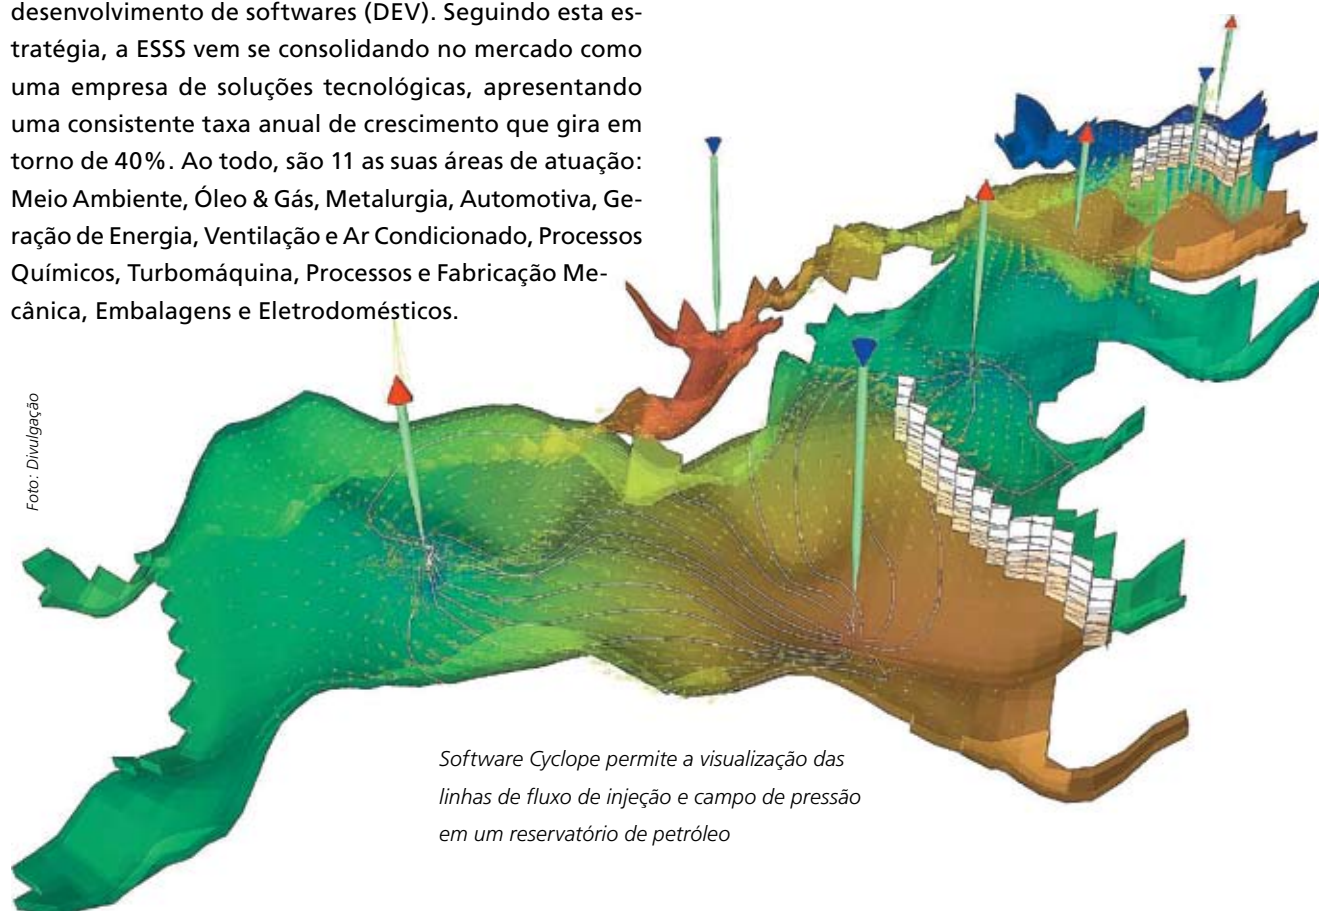 desenvolvimento de softwares (DEV). Seguindo esta es-
tratégia, a ESSS vem se consolidando no mercado como
uma empresa de soluções tecnológicas, apresentando
uma consistente taxa anual de crescimento que gira em
torno de 40%. Ao todo, são 11 as suas áreas de atuação:
Meio Ambiente, Óleo & Gás, Metalurgia, Automotiva, Ge-
ração de Energia, Ventilação e Ar Condicionado, Processos
Químicos, Turbomáquina, Processos e Fabricação Me-
cânica, Embalagens e Eletrodomésticos.
Foto: Divulgação
Software Cyclope permite a visualização das
linhas de fluxo de injeção e campo de pressão
em um reservatório de petróleo